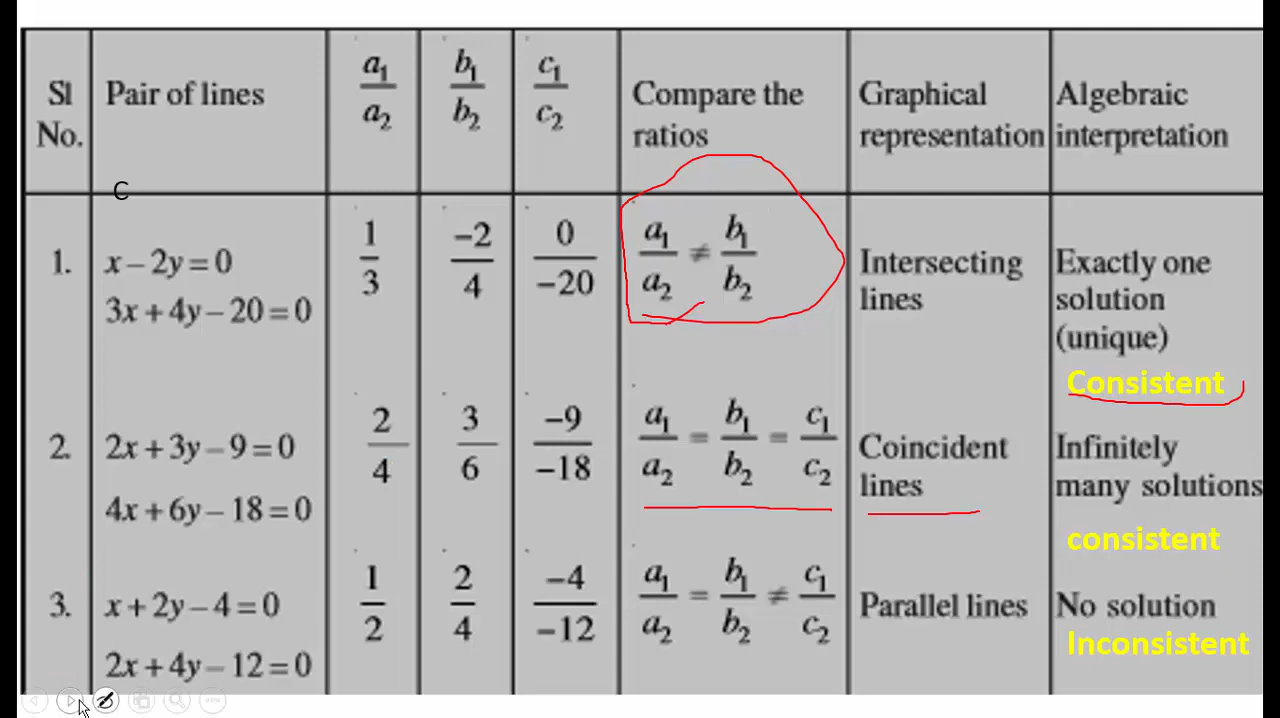 Sl No.
Pair of lines
a₁/a₂
b₁/b₂
c₁/c₂
Compare the ratios
Graphical representation
Algebraic interpretation
C
1.
x – 2y = 0
3x + 4y – 20 = 0
1/3
–2/4
0/–20
a₁/a₂ ≠ b₁/b₂
Intersecting lines
Exactly one solution (unique)
Consistent
2.
2x + 3y – 9 = 0
4x + 6y – 18 = 0
2/4
3/6
–9/–18
a₁/a₂ = b₁/b₂ = c₁/c₂
Coincident lines
Infinitely many solutions
consistent
3.
x + 2y – 4 = 0
2x + 4y – 12 = 0
1/2
2/4
–4/–12
a₁/a₂ = b₁/b₂ ≠ c₁/c₂
Parallel lines
No solution
Inconsistent